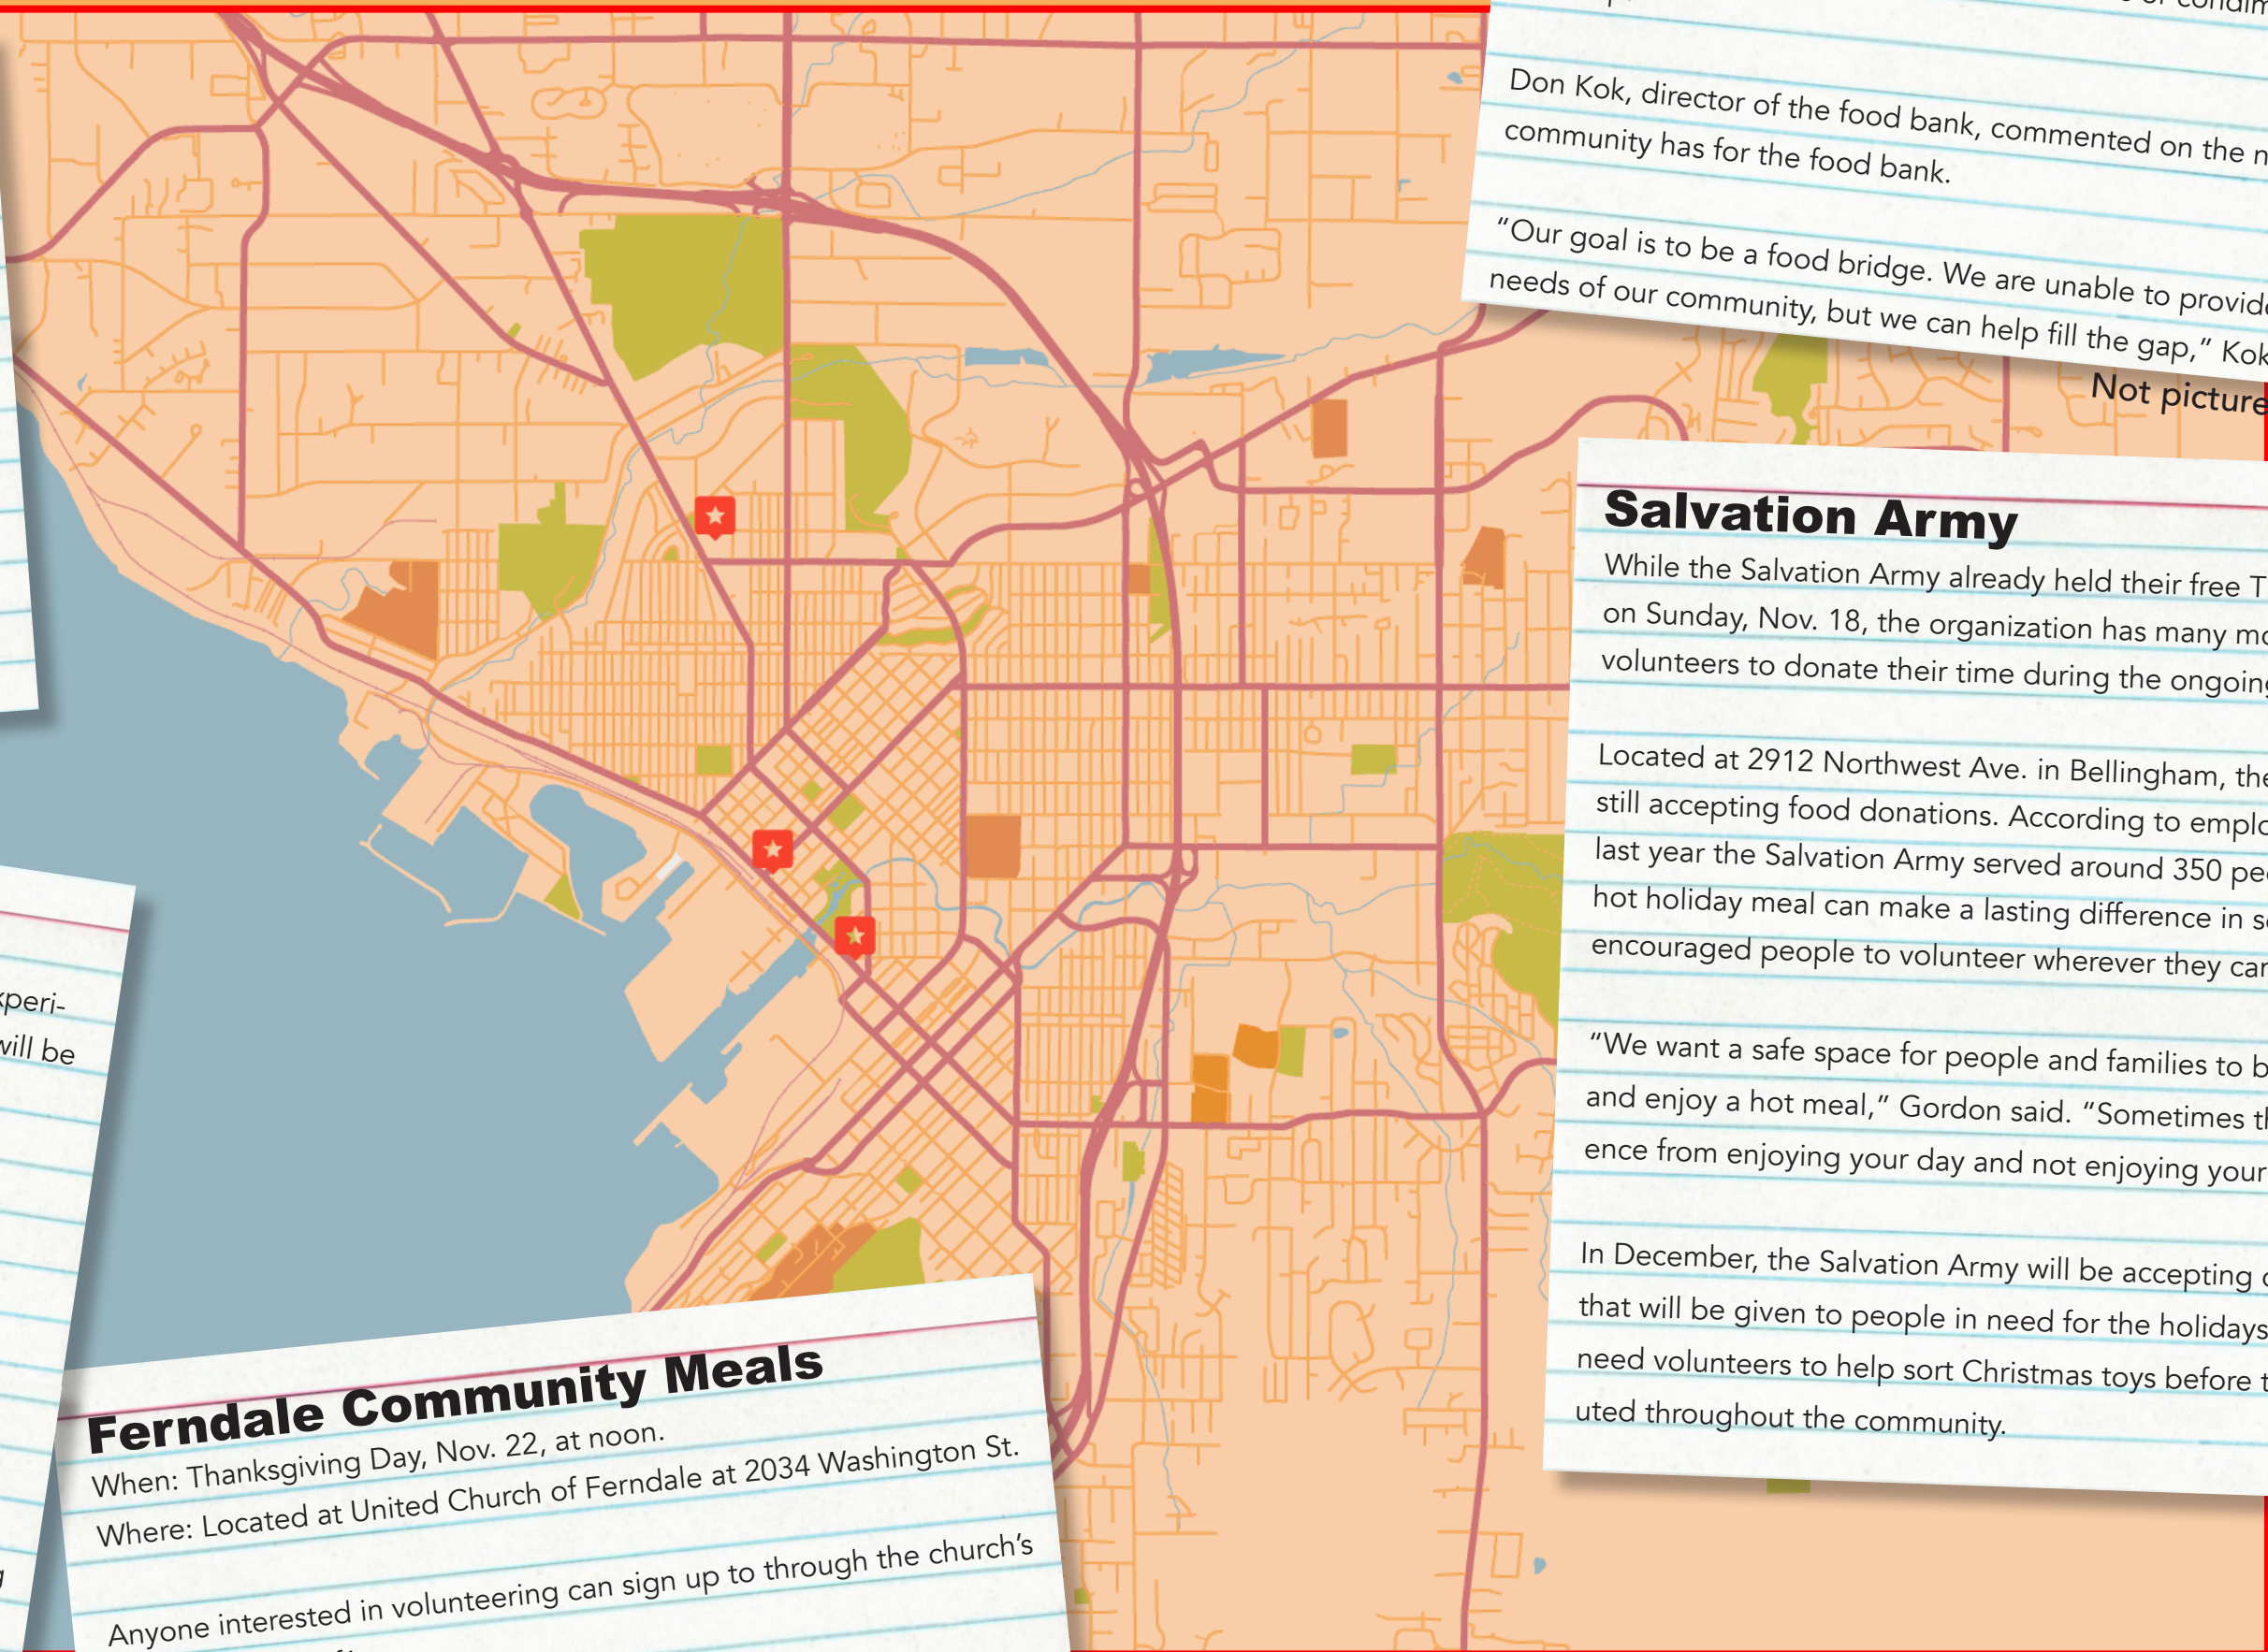 Don Kok, director of the food bank, commented on the
community has for the food bank.
“Our goal is to be a food bridge. We are unable to provide
needs of our community, but we can help fill the gap,” Kok
Not picture
Salvation Army
While the Salvation Army already held their free
on Sunday, Nov. 18, the organization has many
volunteers to donate their time during the ongoing
Located at 2912 Northwest Ave. in Bellingham, the
still accepting food donations. According to
last year the Salvation Army served around 350
hot holiday meal can make a lasting difference in
encouraged people to volunteer wherever they can
“We want a safe space for people and families to
and enjoy a hot meal,” Gordon said. “Sometimes
ence from enjoying your day and not enjoying your
In December, the Salvation Army will be accepting
that will be given to people in need for the holidays
need volunteers to help sort Christmas toys before
uted throughout the community.
xperi-
will be
Ferndale Community Meals
When: Thanksgiving Day, Nov. 22, at noon.
Where: Located at United Church of Ferndale at 2034 Washington St.
Anyone interested in volunteering can sign up to through the church’s